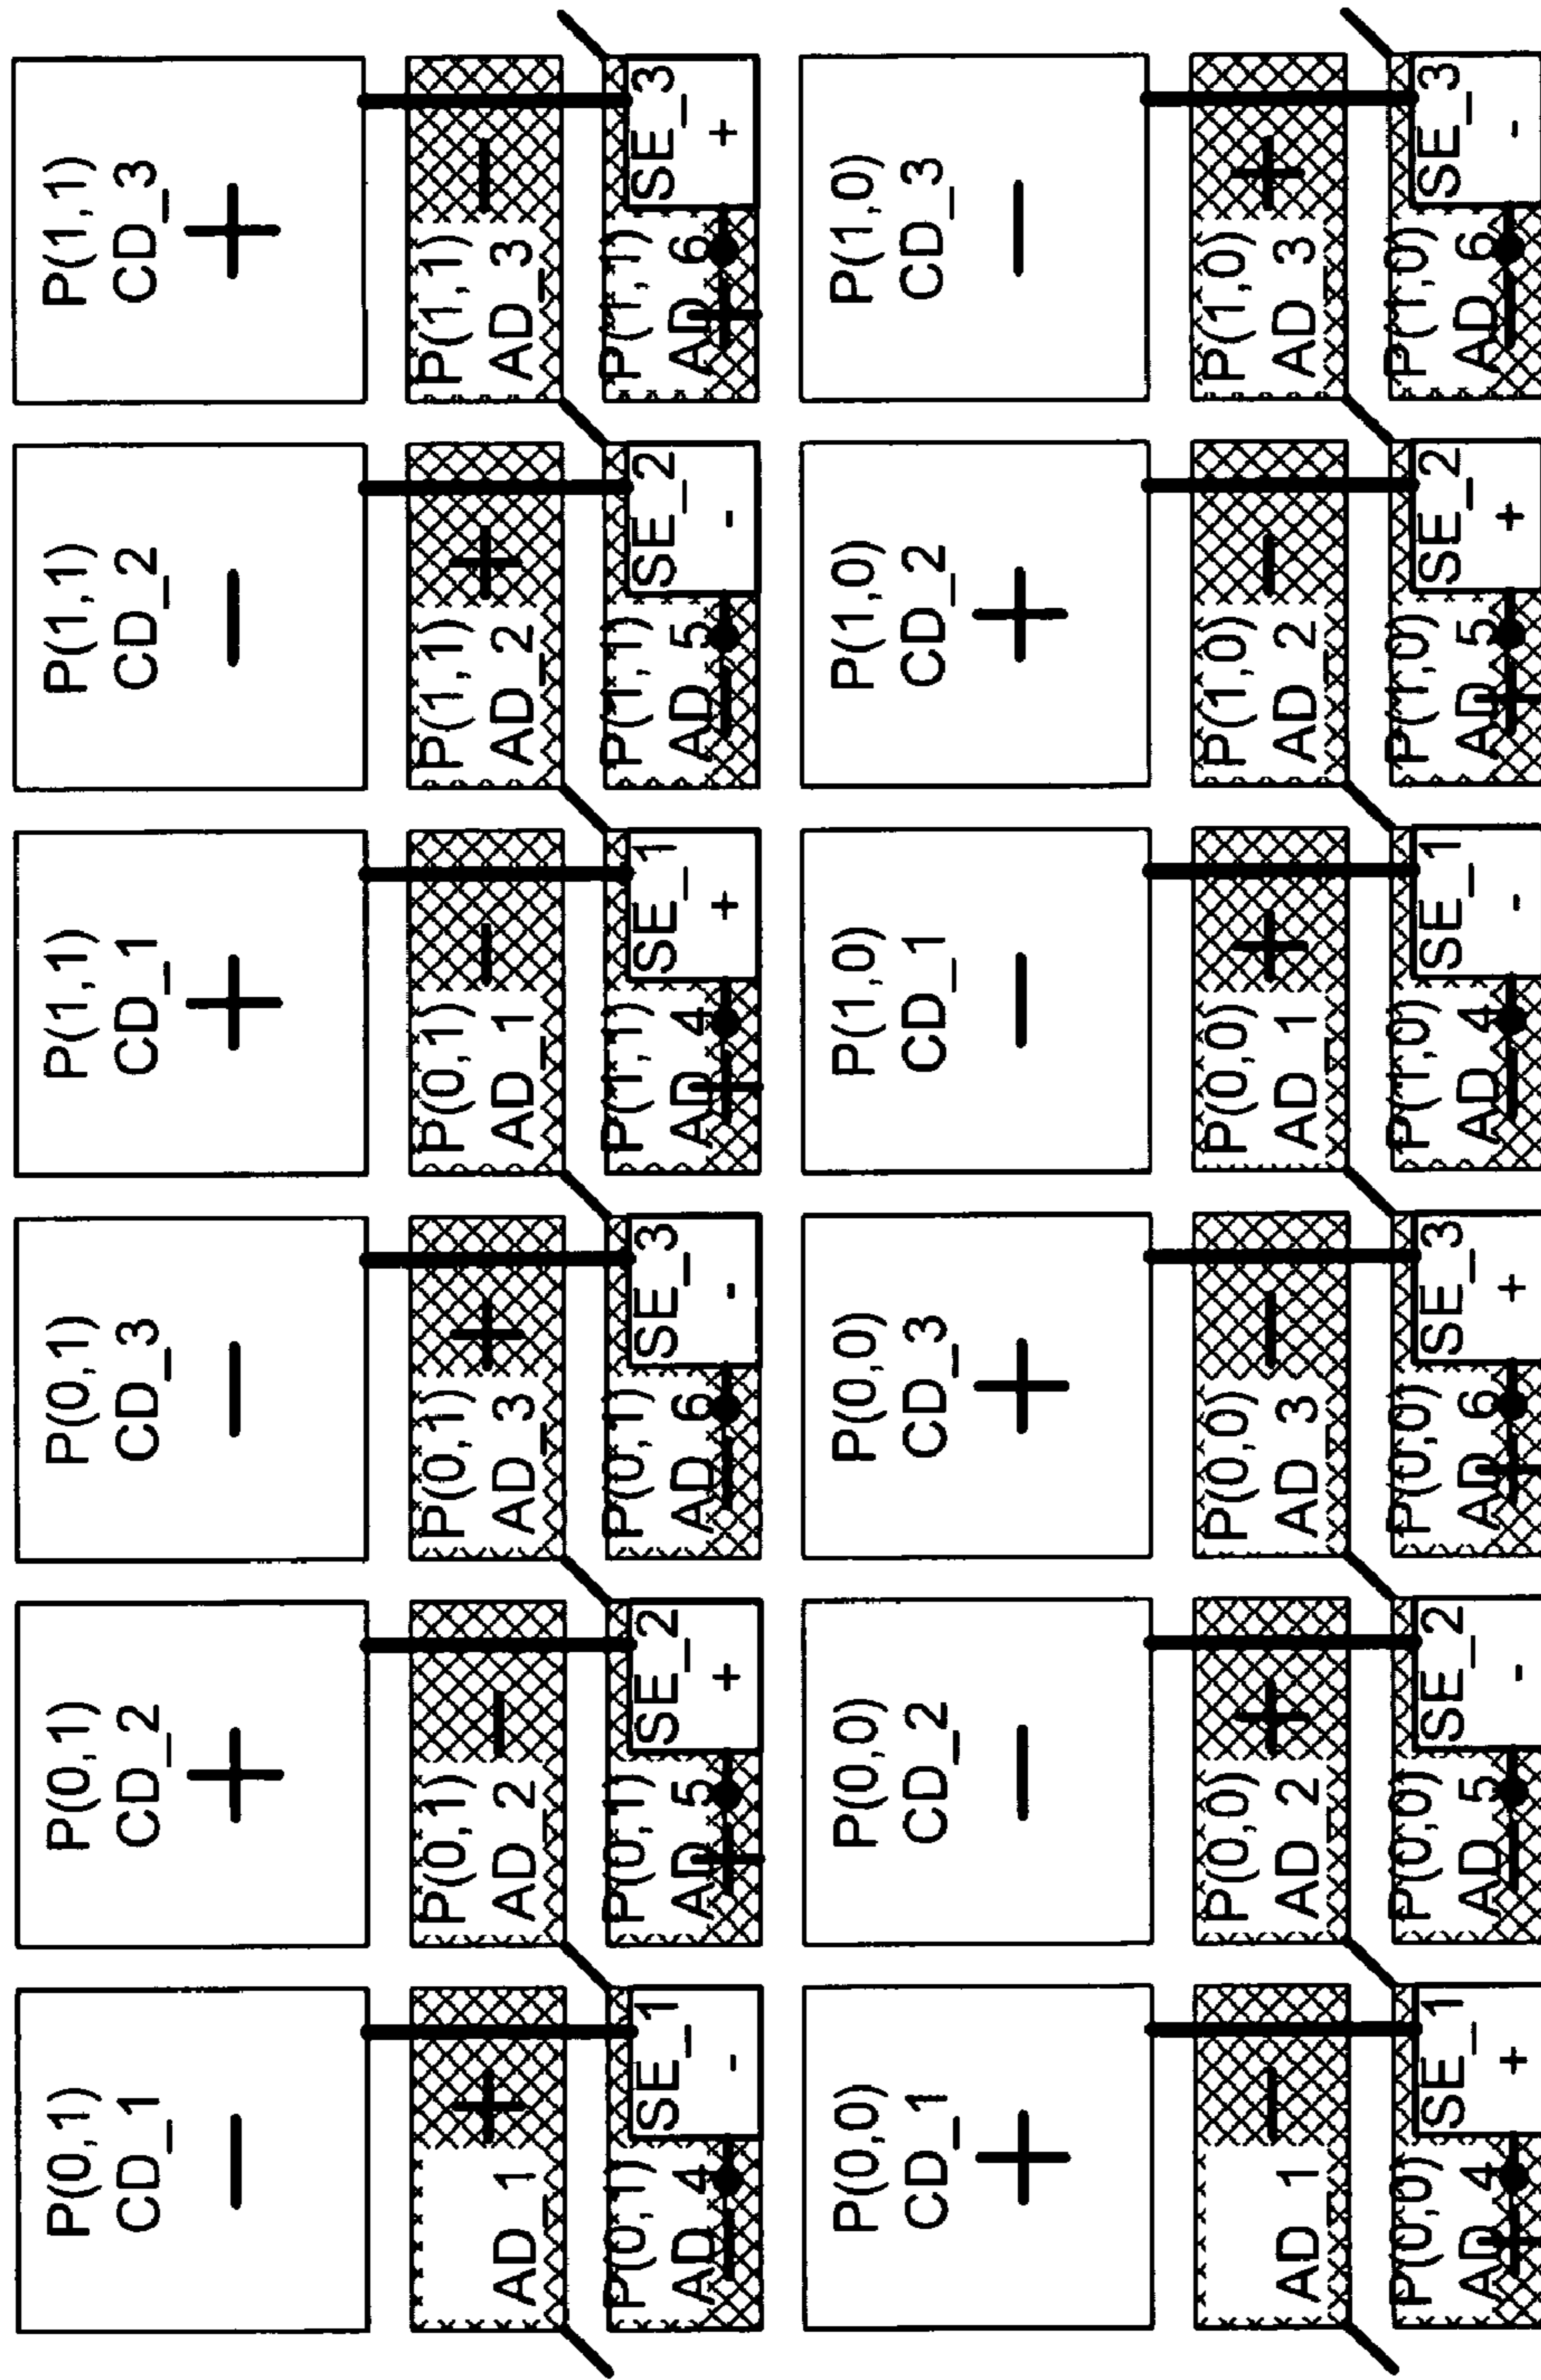 P(0,1)
CD_1
−
P(0,1)
CD_2
+
P(0,1)
CD_3
−
P(1,1)
CD_1
+
P(1,1)
CD_2
−
P(1,1)
CD_3
+
AD_1
+
P(0,1)
AD_2
−
P(0,1)
AD_3
+
P(0,1)
AD_1
−
P(1,1)
AD_2
+
P(1,1)
AD_3
−
P(0,1)
AD_4
−
SE_1
-
P(0,1)
AD_5
+
SE_2
+
P(0,1)
AD_6
−
SE_3
-
P(1,1)
AD_4
+
SE_1
+
P(1,1)
AD_5
−
SE_2
-
P(1,1)
AD_6
+
SE_3
+
P(0,0)
CD_1
+
P(0,0)
CD_2
−
P(0,0)
CD_3
+
P(1,0)
CD_1
−
P(1,0)
CD_2
+
P(1,0)
CD_3
−
AD_1
−
P(0,0)
AD_2
+
P(0,0)
AD_3
−
P(0,0)
AD_1
+
P(1,0)
AD_2
−
P(1,0)
AD_3
+
P(0,0)
AD_4
+
SE_1
+
P(0,0)
AD_5
−
SE_2
-
P(0,0)
AD_6
+
SE_3
+
P(1,0)
AD_4
−
SE_1
-
P(1,0)
AD_5
+
SE_2
+
P(1,0)
AD_6
−
SE_3
-